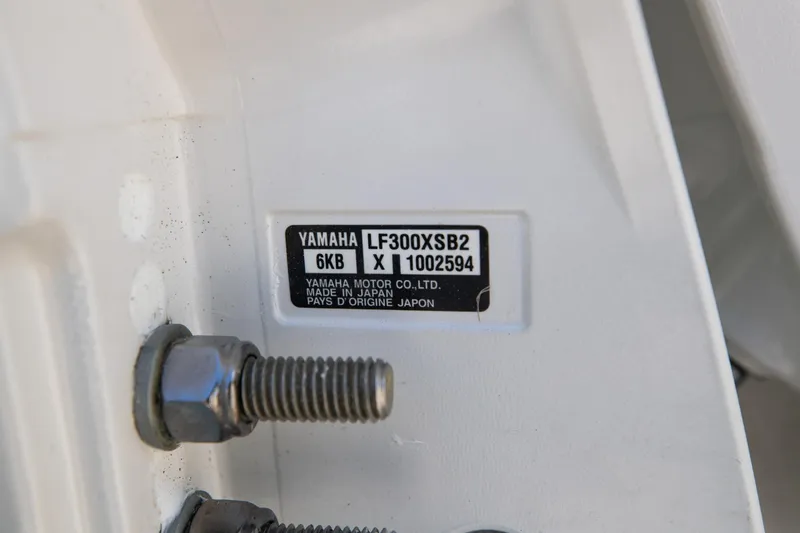 YAMAHA LF300XSB2
6KB X 1002594
YAMAHA MOTOR CO.,LTD.
MADE IN JAPAN
PAYS D'ORIGINE JAPON